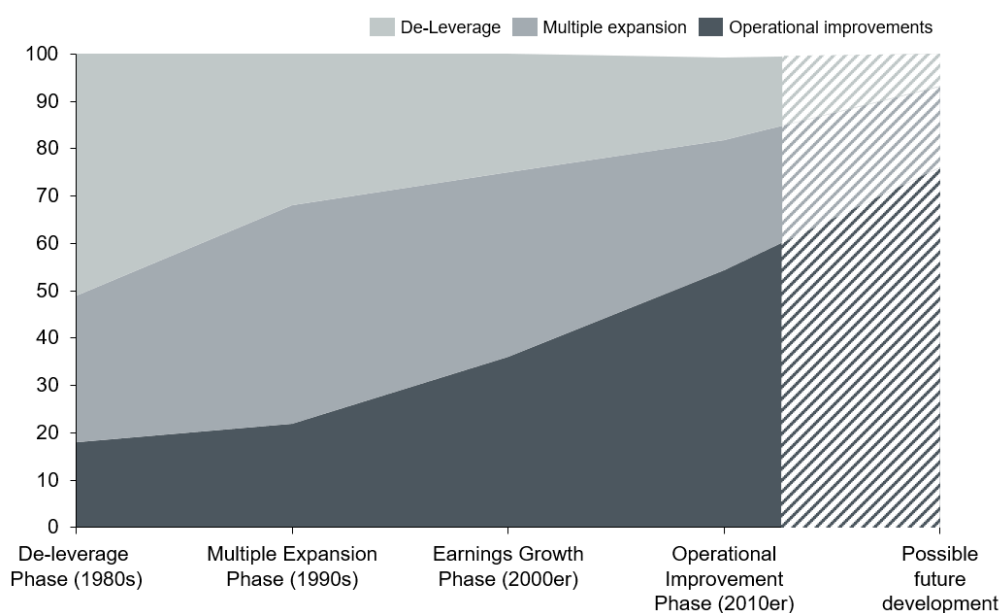 De-Leverage Multiple expansion Operational improvements
100
90
80
70
60
50
40
30
20
10
0
De-leverage
Phase (1980s)
Multiple Expansion
Phase (1990s)
Earnings Growth
Phase (2000er)
Operational
Improvement
Phase (2010er)
Possible
future
development